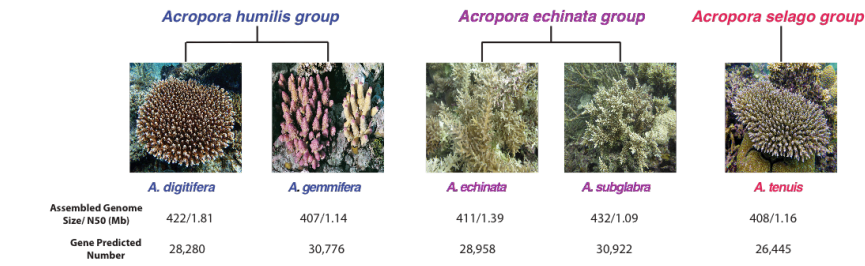 Acropora humilis group Acropora echinata group Acropora selago group
A. digitifera A. gemmifera A. echinata A. subglabra A. tenuis
Assembled Genome
Size/ N50 (Mb) 422/1.81 407/1.14 411/1.39 432/1.09 408/1.16
Gene Predicted
Number 28,280 30,776 28,958 30,922 26,445